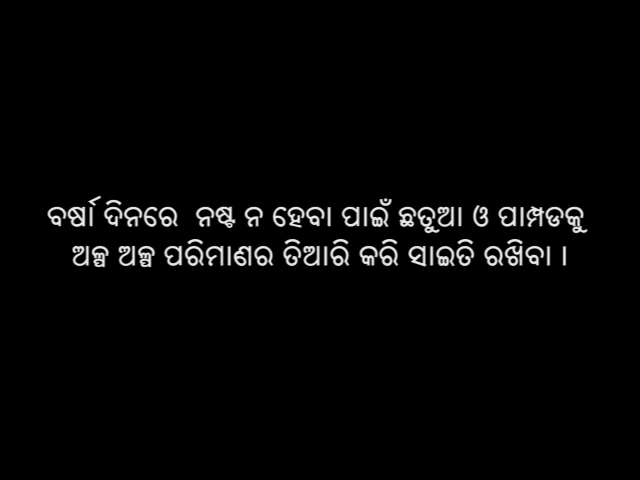 ବର୍ଷା ଦିନରେ ନଷ୍ଟ ନ ହେବା ପାଇଁ ଛତୁଆ ଓ ପାମ୍ପଡକୁ
ଅଳ୍ପ ଅଳ୍ପ ପରିମାଣର ତିଆରି କରି ସାଇତି ରଖିବା ।